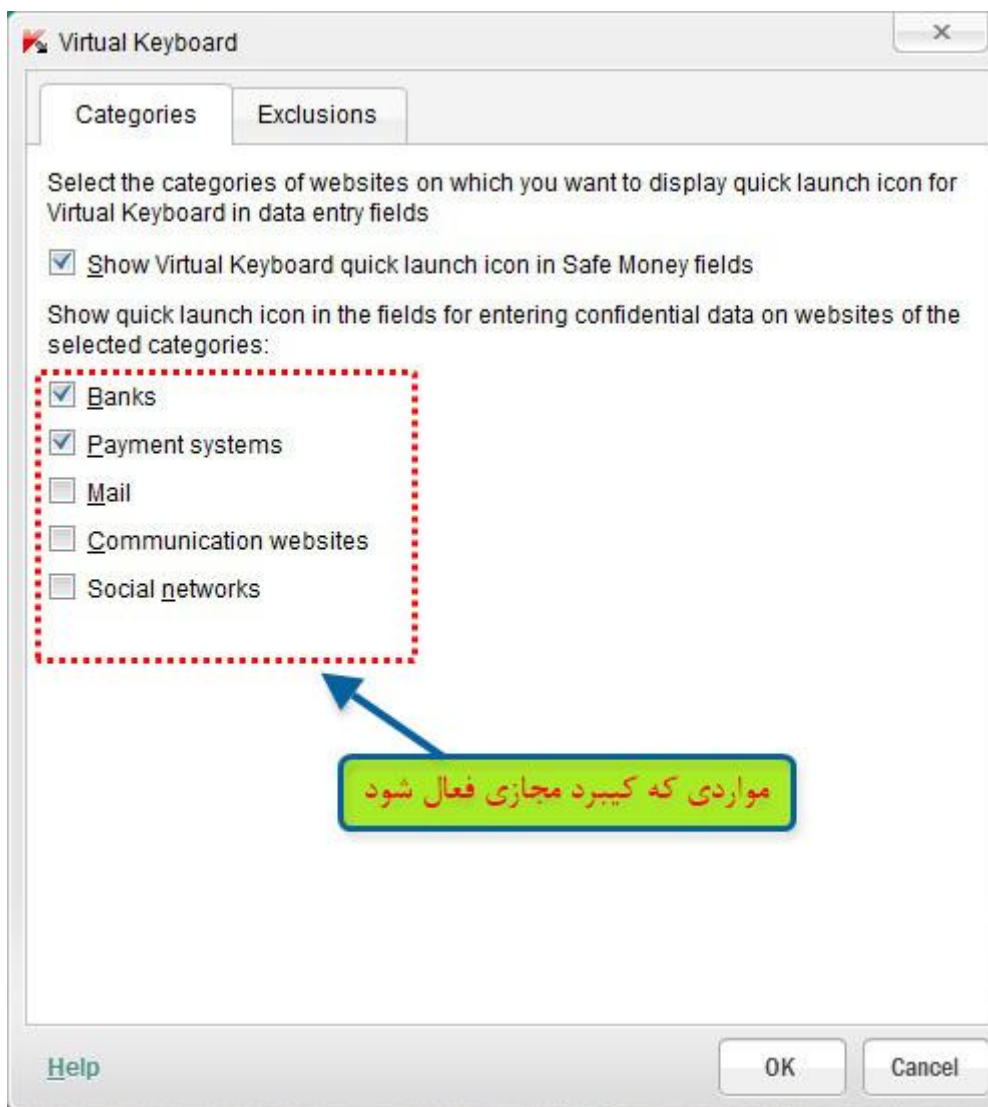 Virtual Keyboard
Categories
Exclusions
Select the categories of websites on which you want to display quick launch icon for
Virtual Keyboard in data entry fields
Show Virtual Keyboard quick launch icon in Safe Money fields
Show quick launch icon in the fields for entering confidential data on websites of the
selected categories:
Banks
Payment systems
Mail
Communication websites
Social networks
مواردی که کیبرد مجازی فعال شود
Help
OK
Cancel